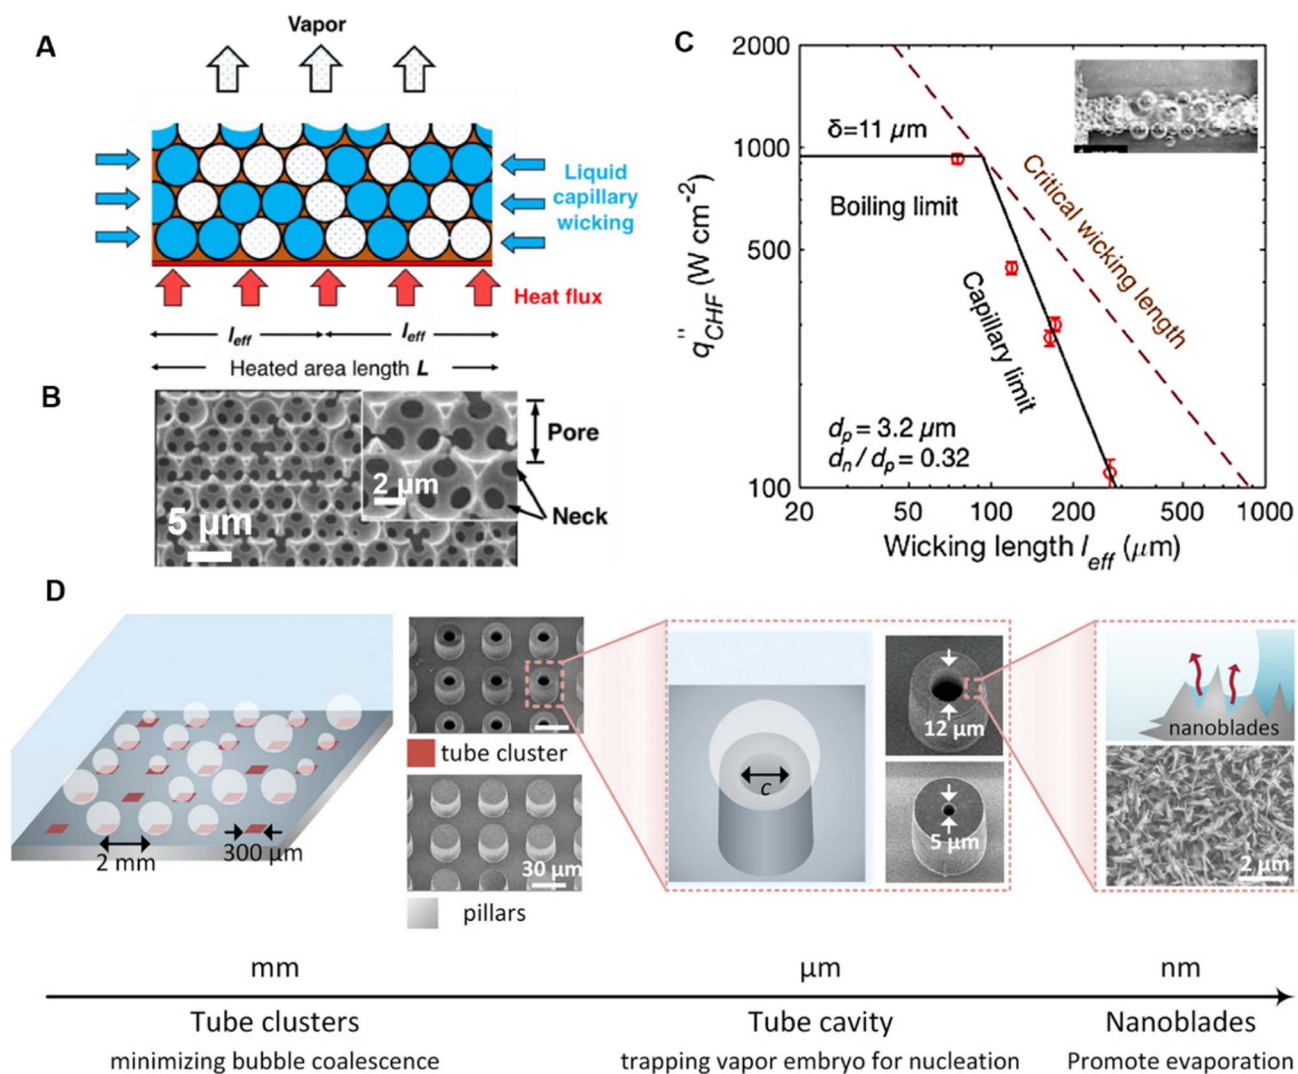 A
Vapor
Liquid
capillary
wicking
Heat flux
l_eff
l_eff
Heated area length L
B
Pore
Neck
2 μm
5 μm
C
2000
1000
500
100
q̇''_CHF (W cm⁻²)
δ=11 μm
Boiling limit
Capillary limit
Critical wicking length
d_p = 3.2 μm
d_n / d_p = 0.32
20
50
100
200
500
1000
Wicking length l_eff (μm)
D
2 mm
300 μm
tube cluster
30 μm
pillars
c
12 μm
5 μm
nanoblades
2 μm
mm
μm
nm
Tube clusters
Tube cavity
Nanoblades
minimizing bubble coalescence
trapping vapor embryo for nucleation
Promote evaporation